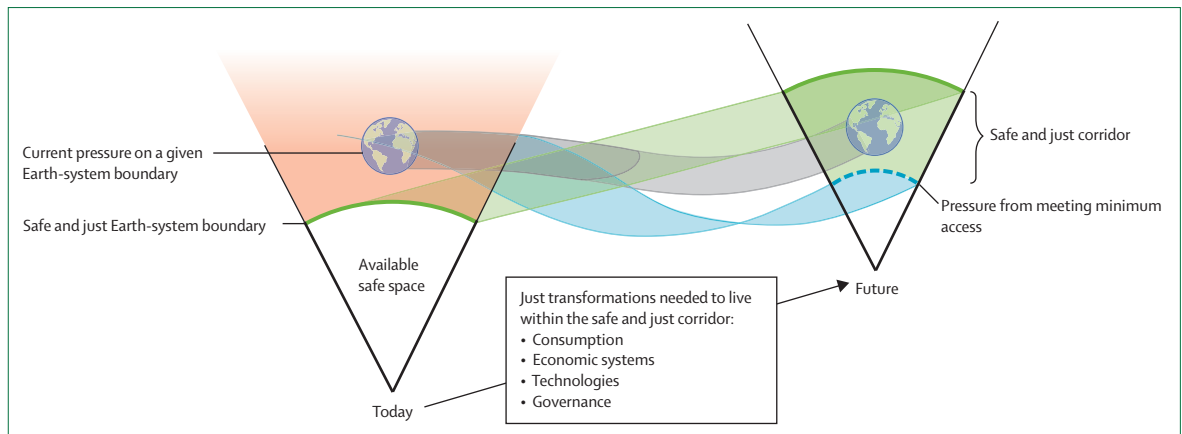 Current pressure on a given
Earth-system boundary
Safe and just Earth-system boundary
Available
safe space
Today
Just transformations needed to live
within the safe and just corridor:
• Consumption
• Economic systems
• Technologies
• Governance
Safe and just corridor
Pressure from meeting minimum
access
Future